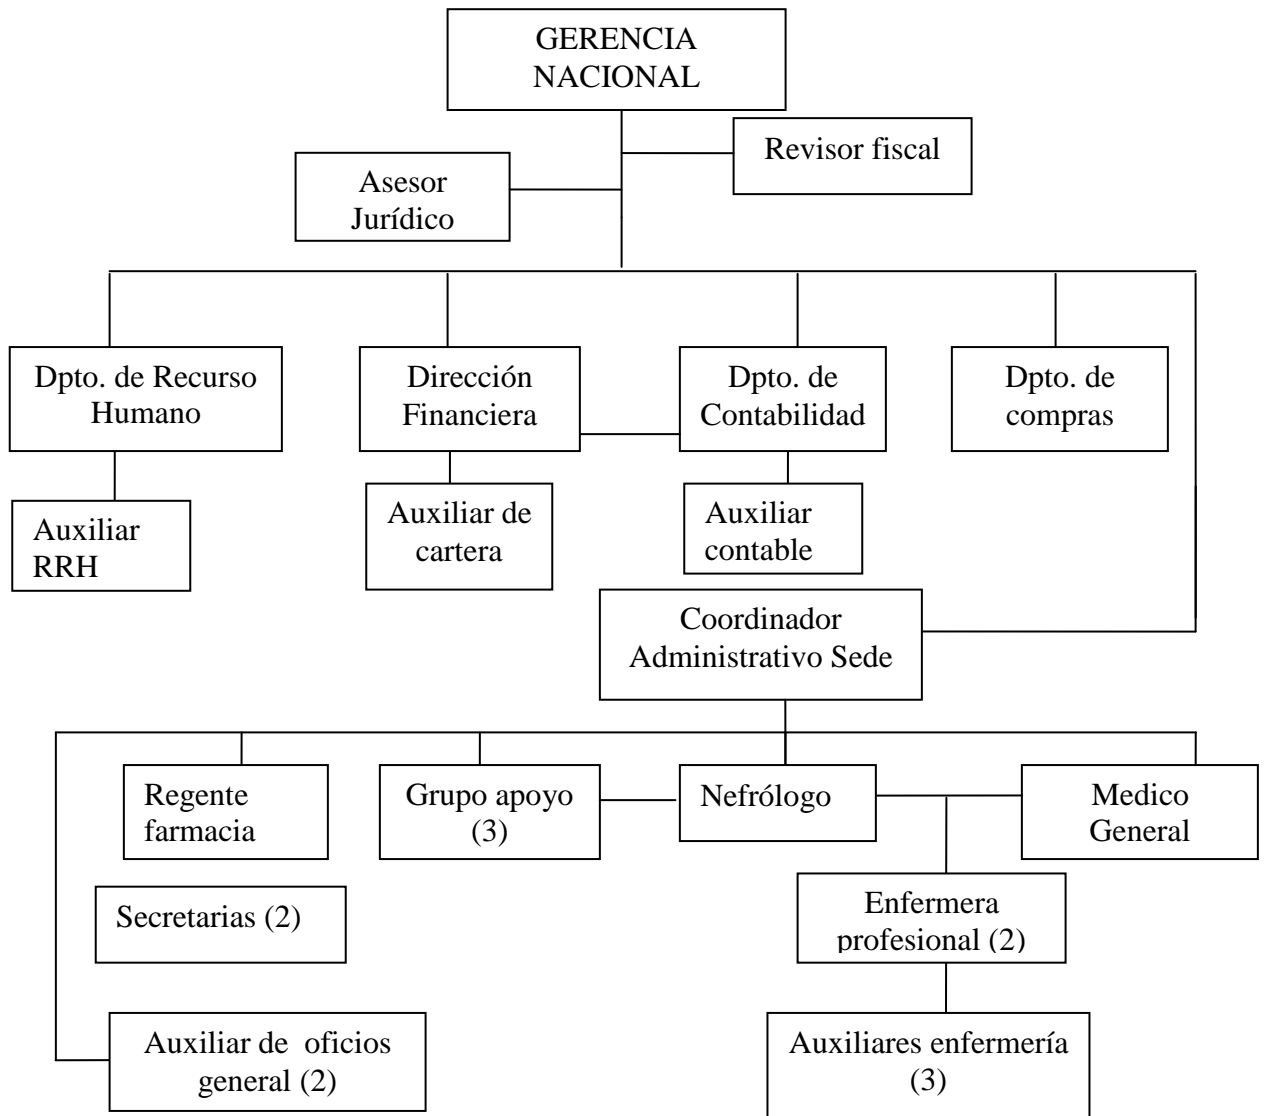 GERENCIA
NACIONAL
Revisor fiscal
Asesor
Jurídico
Dpto. de Recurso
Humano
Dirección
Financiera
Dpto. de
Contabilidad
Dpto. de
compras
Auxiliar
RRH
Auxiliar de
cartera
Auxiliar
contable
Coordinador
Administrativo Sede
Regente
farmacia
Grupo apoyo
(3)
Nefrólogo
Medico
General
Secretarias (2)
Enfermera
profesional (2)
Auxiliar de oficios
general (2)
Auxiliares enfermería
(3)